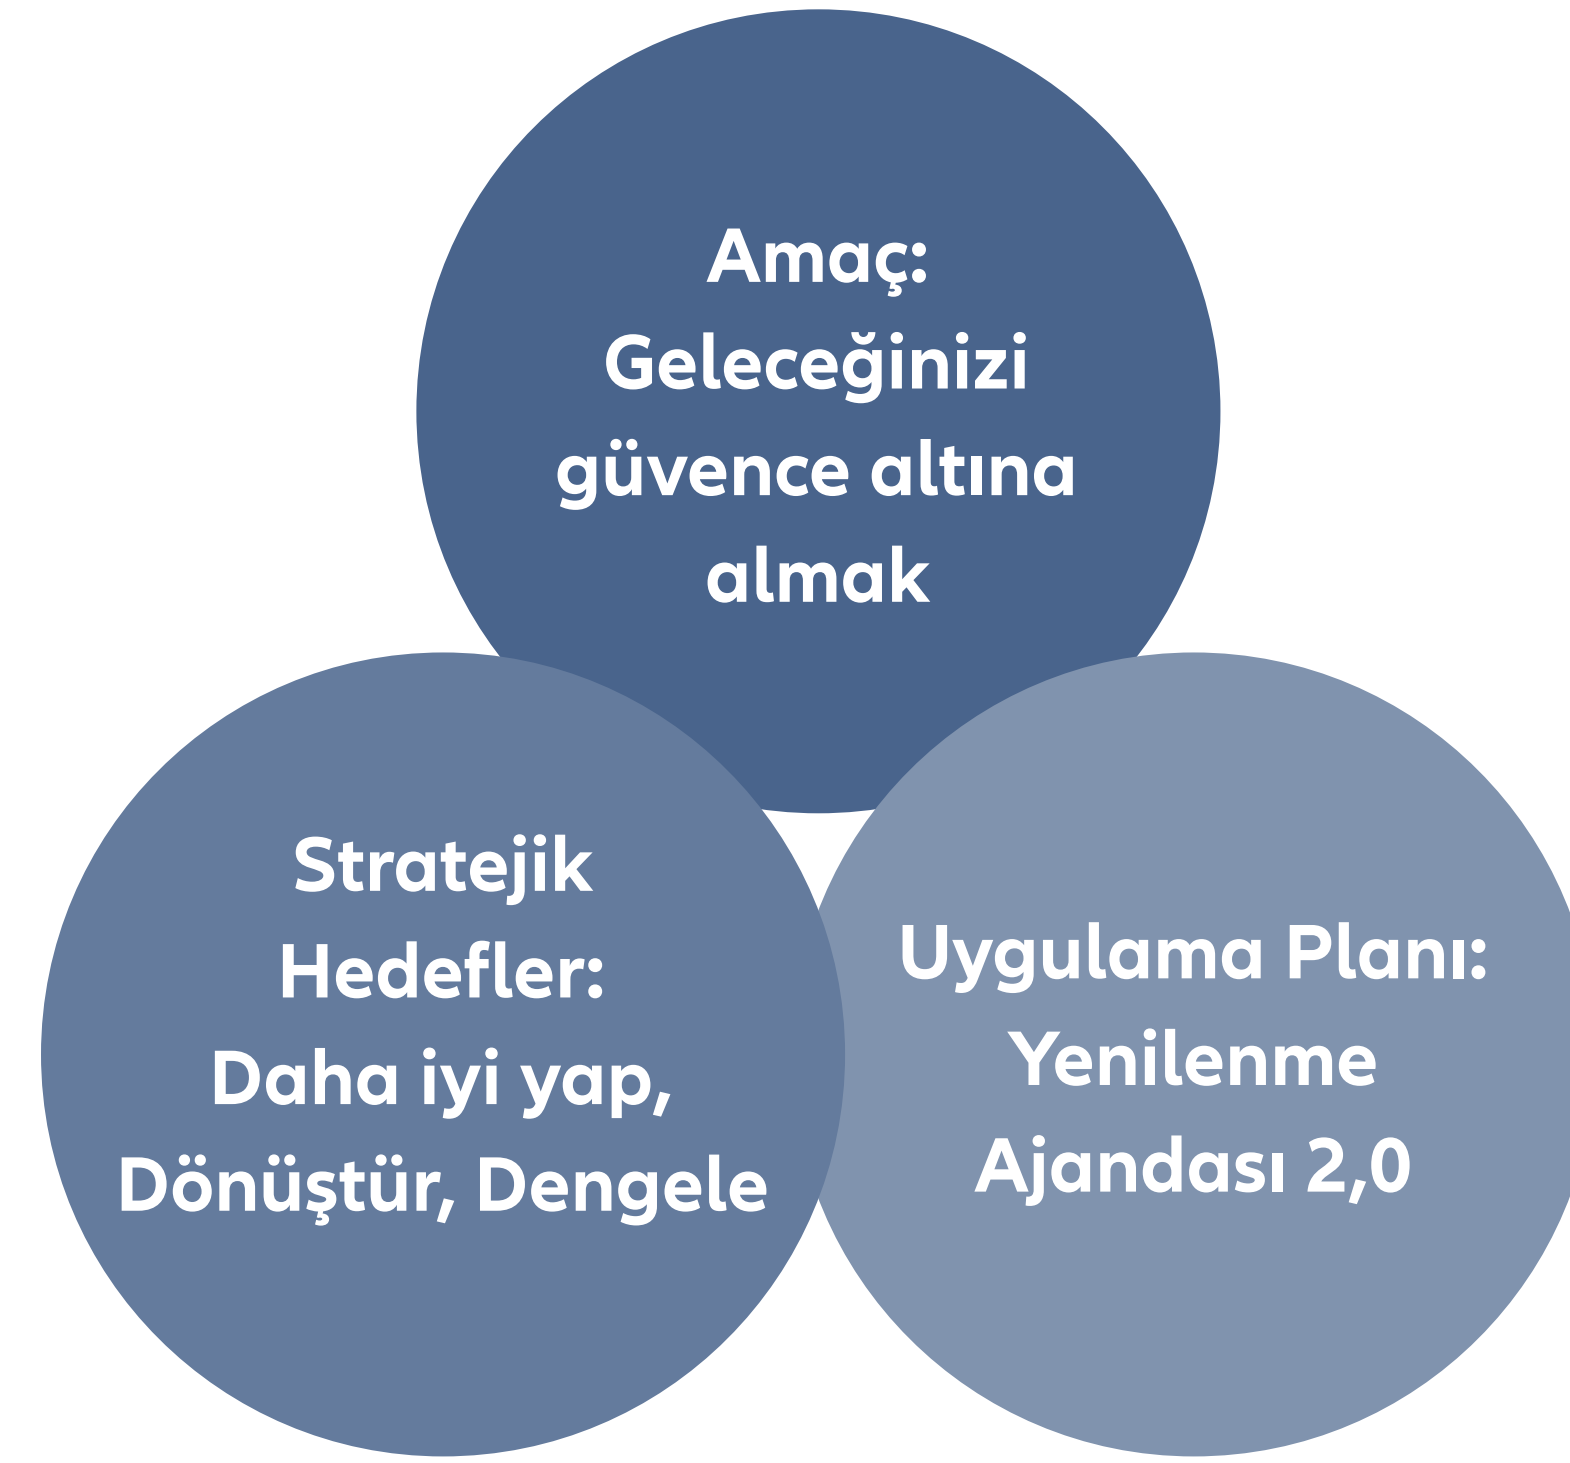 Amaç:
Geleceğinizi
güvence altına
almak
Stratejik
Hedefler:
Daha iyi yap,
Dönüştür, Dengele
Uygulama Planı:
Yenilenme
Ajandası 2,0